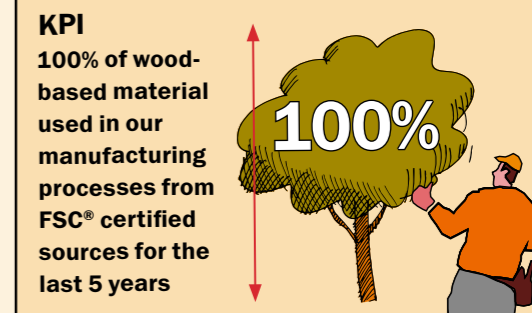 KPI
100% of wood-
based material
used in our
manufacturing
processes from
FSC® certified
sources for the
last 5 years
100%